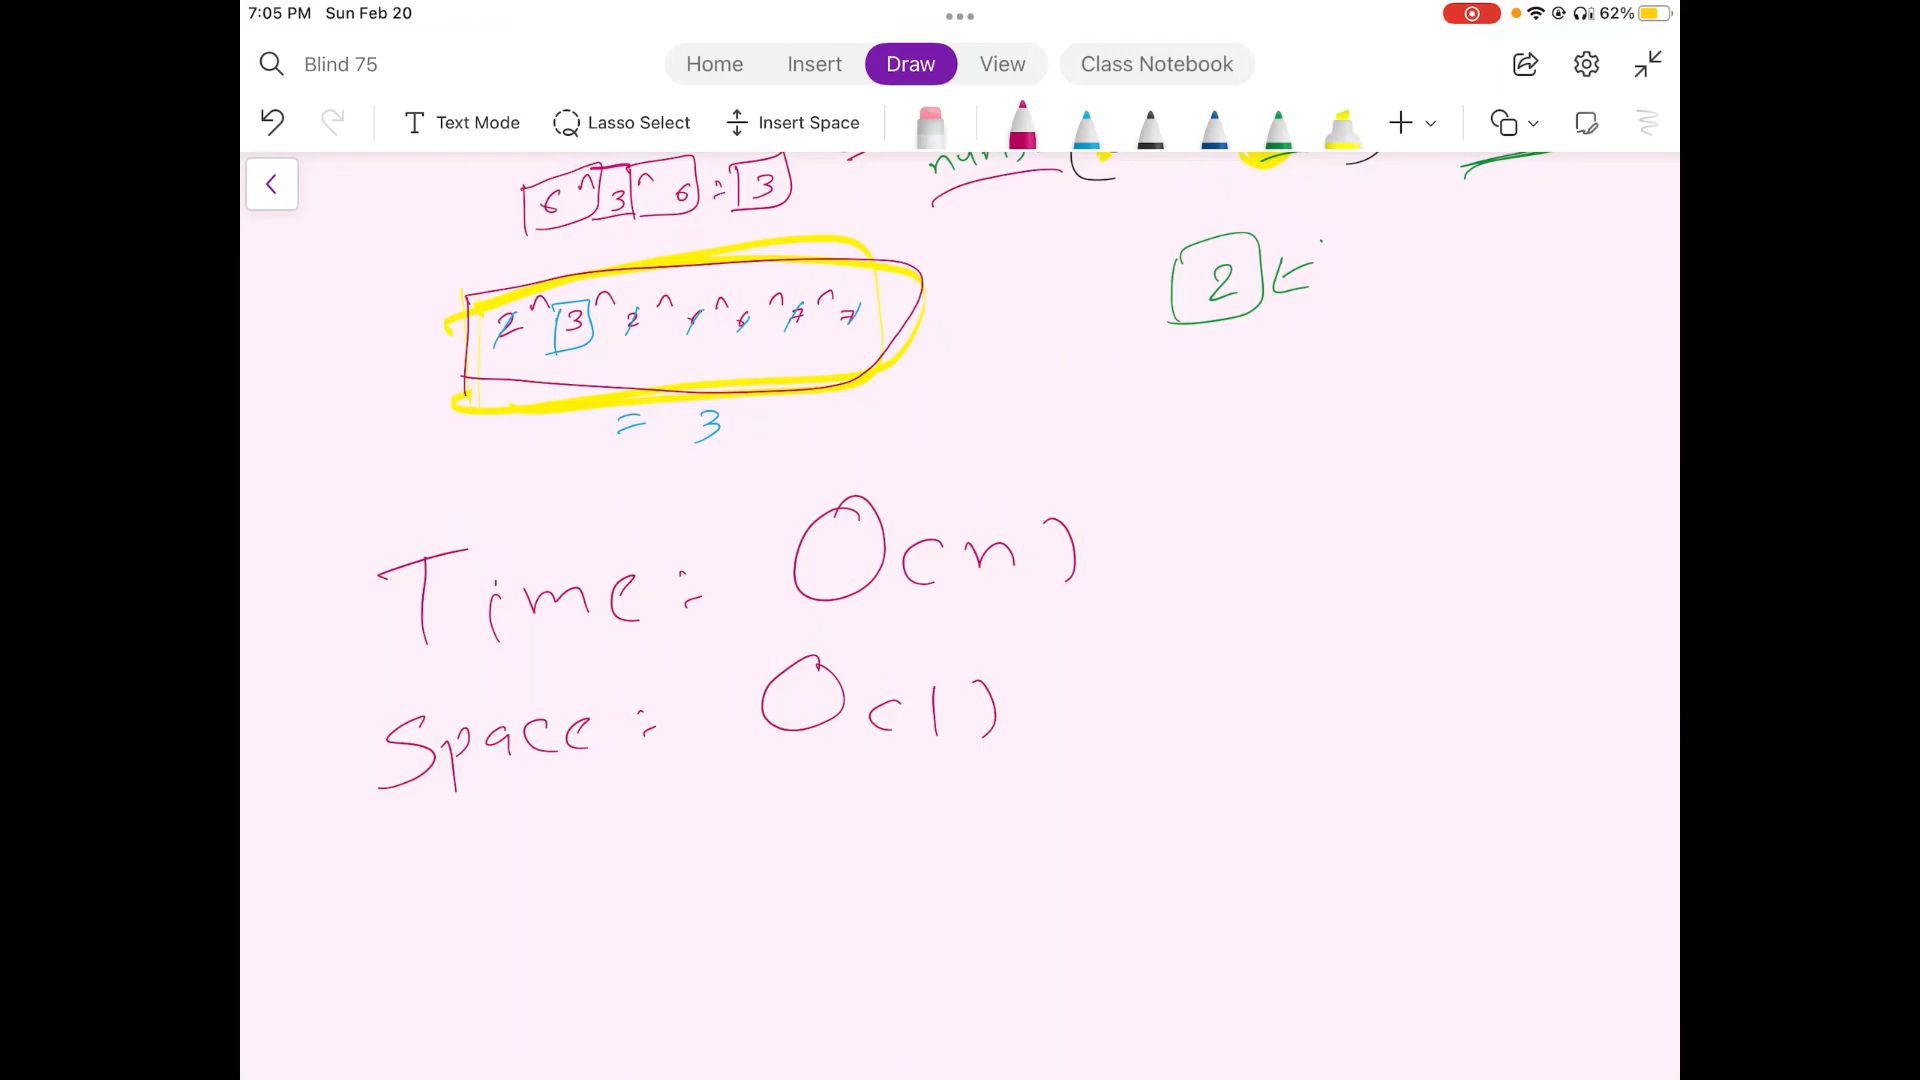 7:05 PM Sun Feb 20
62%
Blind 75
Home Insert Draw View Class Notebook
T Text Mode Lasso Select Insert Space
6 ^ 3 ^ 6 = 3
2
2 ^ 3 ^ 2 ^ 6 ^ 6 ^ 7 ^ 7
= 3
Time: O(n)
Space: O(1)